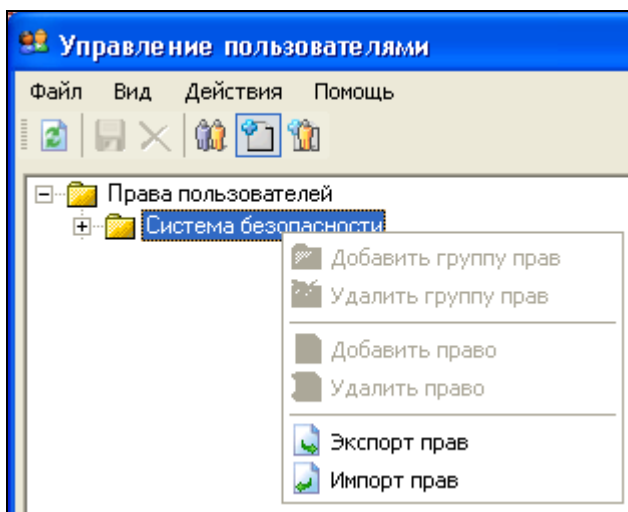 Управление пользователями
Файл Вид Действия Помощь
Права пользователей
Система безопасности
Добавить группу прав
Удалить группу прав
Добавить право
Удалить право
Экспорт прав
Импорт прав